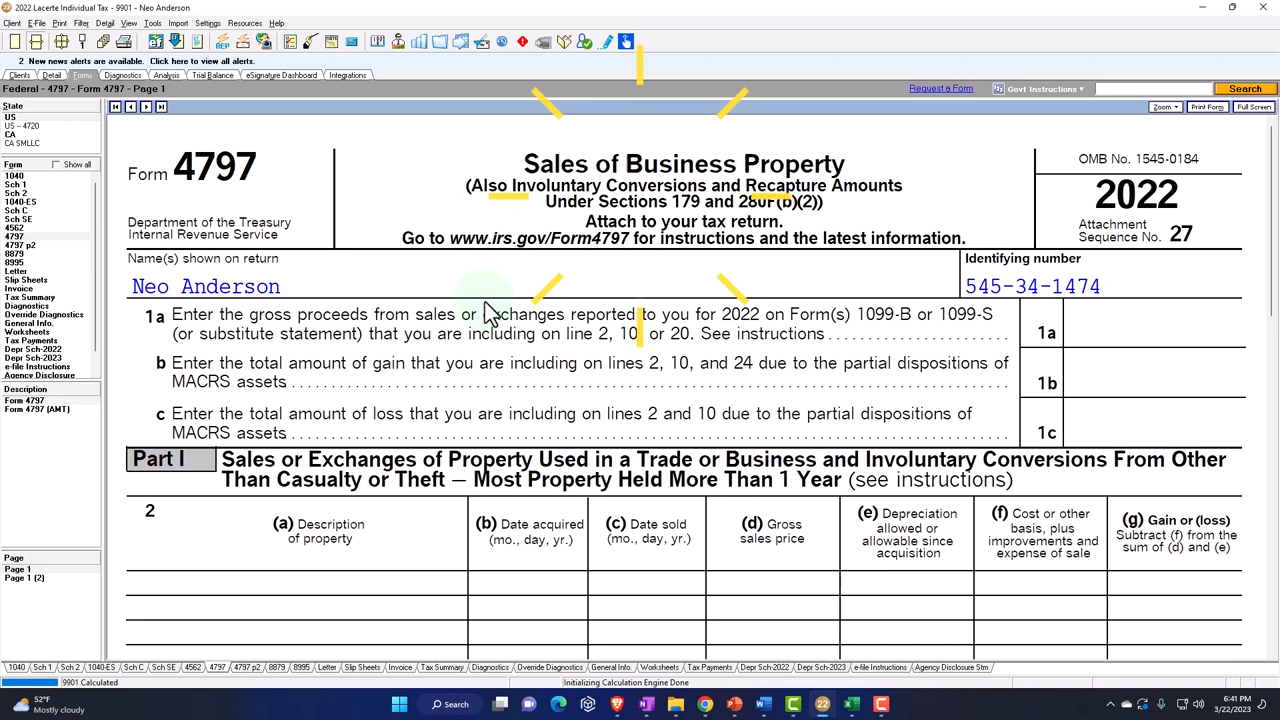 2022 Lacerte Individual Tax - 9901 - Neo Anderson
Client E-File Print Filter Detail View Tools Import Settings Resources Help
2 New news alerts are available. Click here to view all alerts.
Clients Detail Forms Diagnostics Analysis Trial Balance eSignature Dashboard Integrations
Federal - 4797 - Form 4797 - Page 1
Request a Form
Govt Instructions
Search
Zoom
Print Form
Full Screen
State
US
US - 4720
CA
CA SMLLC
Form
Show all
1040
Sch 1
Sch 2
1040-ES
Sch C
Sch SE
4562
4797
4797 p2
8879
8995
Letter
Slip Sheets
Invoice
Tax Summary
Diagnostics
Override Diagnostics
General Info.
Worksheets
Tax Payments
Depr Sch-2022
Depr Sch-2023
e-file Instructions
Agency Disclosure
Description
Form 4797
Form 4797 (AMT)
Page
Page 1
Page 1 (2)
Form 4797
Department of the Treasury
Internal Revenue Service
Sales of Business Property
(Also Involuntary Conversions and Recapture Amounts
Under Sections 179 and 280F(b)(2))
Attach to your tax return.
Go to www.irs.gov/Form4797 for instructions and the latest information.
OMB No. 1545-0184
2022
Attachment
Sequence No. 27
Name(s) shown on return
Neo Anderson
Identifying number
545-34-1474
1a Enter the gross proceeds from sales or exchanges reported to you for 2022 on Form(s) 1099-B or 1099-S
(or substitute statement) that you are including on line 2, 10 or 20. See instructions 1a
b Enter the total amount of gain that you are including on lines 2, 10, and 24 due to the partial dispositions of
MACRS assets 1b
c Enter the total amount of loss that you are including on lines 2 and 10 due to the partial dispositions of
MACRS assets 1c
Part I Sales or Exchanges of Property Used in a Trade or Business and Involuntary Conversions From Other
Than Casualty or Theft – Most Property Held More Than 1 Year (see instructions)
2
(a) Description
of property
(b) Date acquired
(mo., day, yr.)
(c) Date sold
(mo., day, yr.)
(d) Gross
sales price
(e) Depreciation
allowed or
allowable since
acquisition
(f) Cost or other
basis, plus
improvements and
expense of sale
(g) Gain or (loss)
Subtract (f) from the
sum of (d) and (e)
1040 Sch 1 Sch 2 1040-ES Sch C Sch SE 4562 4797 4797 p2 8879 8995 Letter Slip Sheets Invoice Tax Summary Diagnostics Override Diagnostics General Info. Worksheets Tax Payments Depr Sch-2022 Depr Sch-2023 e-file Instructions Agency Disclosure Stm
9901 Calculated
Initializing Calculation Engine Done
52°F
Mostly cloudy
Search
6:41 PM
3/22/2023